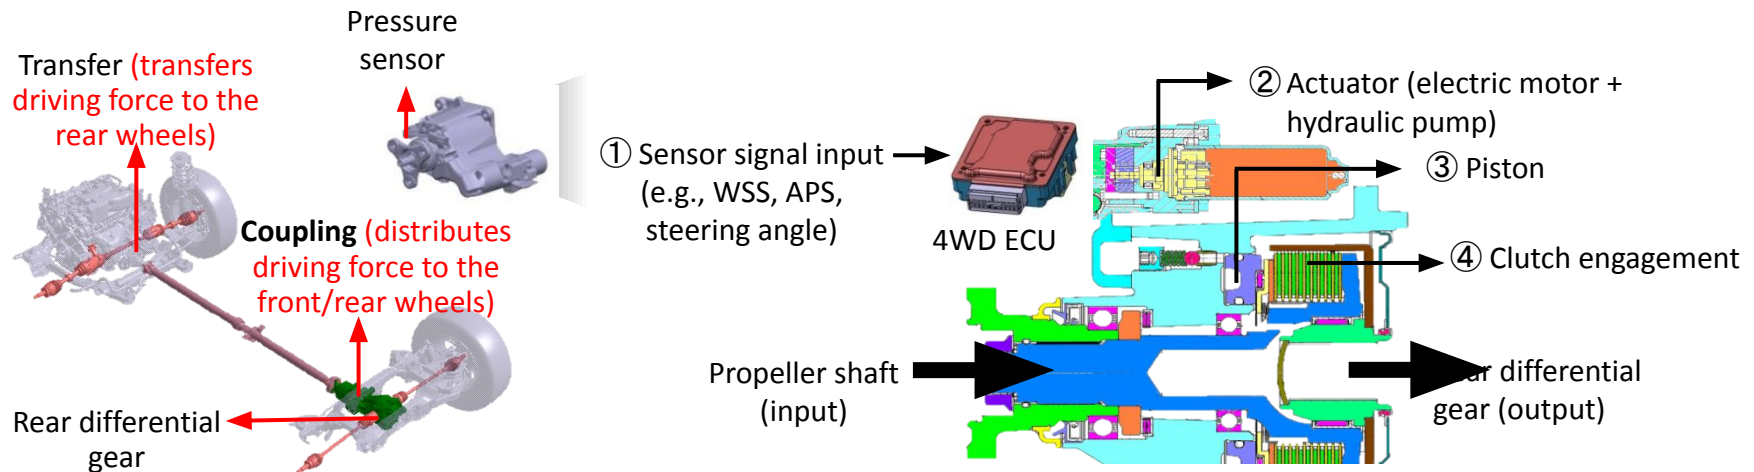 Pressure
sensor
Transfer (transfers
driving force to the
rear wheels)
Coupling (distributes
driving force to the
front/rear wheels)
Rear differential
gear
① Sensor signal input
(e.g., WSS, APS,
steering angle)
4WD ECU
② Actuator (electric motor +
hydraulic pump)
③ Piston
④ Clutch engagement
Propeller shaft
(input)
differential
gear (output)